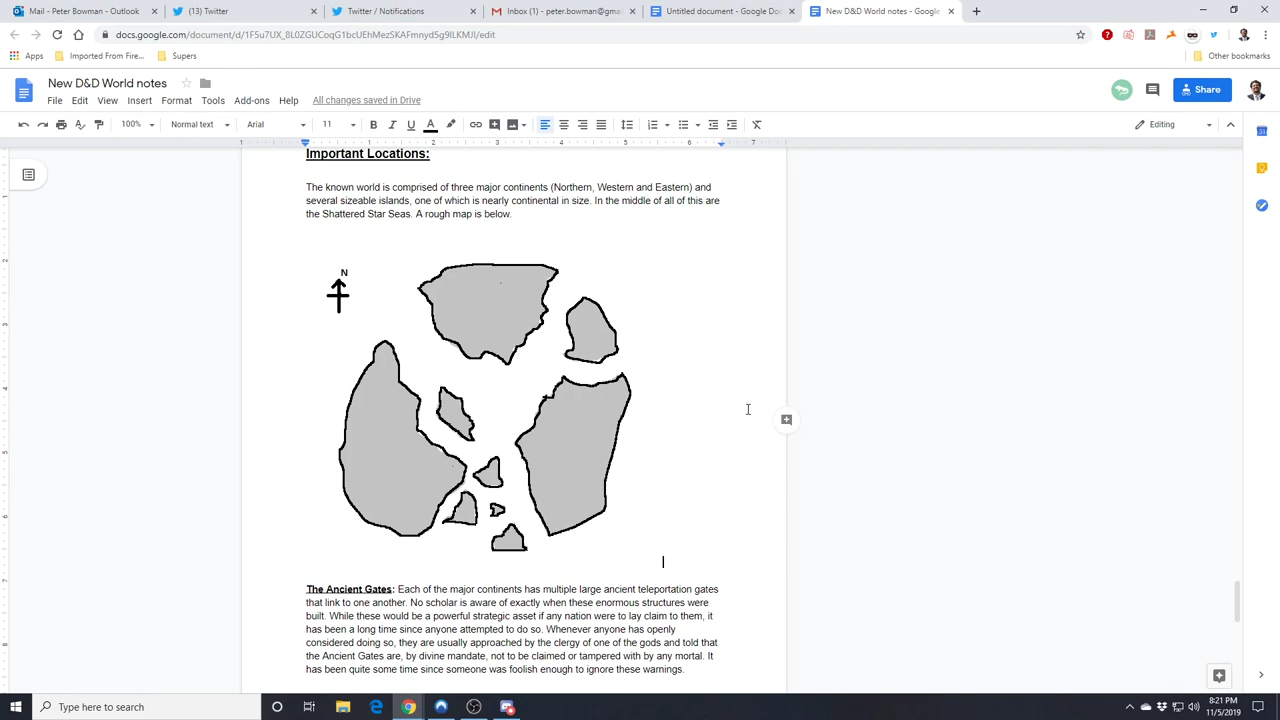 Mail - Peter Bowman - Outlook
(13) Twitter
Twitter / Notifications
Inbox (1) - peter.bowman@gmai
Untitled document - Google Doc
New D&D World notes - Google
docs.google.com/document/d/
/edit
Apps
Imported From Fire...
Supers
Other bookmarks
New D&D World notes
File Edit View Insert Format Tools Add-ons Help All changes saved in Drive
Share
100% Normal text Arial 11 Editing
1 1 2 3 4 5 6 7
Important Locations:
The known world is comprised of three major continents (Northern, Western and Eastern) and
several sizeable islands, one of which is nearly continental in size. In the middle of all of this are
the Shattered Star Seas. A rough map is below.
N
The Ancient Gates: Each of the major continents has multiple large ancient teleportation gates
that link to one another. No scholar is aware of exactly when these enormous structures were
built. While these would be a powerful strategic asset if any nation were to lay claim to them, it
has been a long time since anyone attempted to do so. Whenever anyone has openly
considered doing so, they are usually approached by the clergy of one of the gods and told that
the Ancient Gates are, by divine mandate, not to be claimed or tampered with by any mortal. It
has been quite some time since someone was foolish enough to ignore these warnings.
Type here to search
8:21 PM
11/5/2019